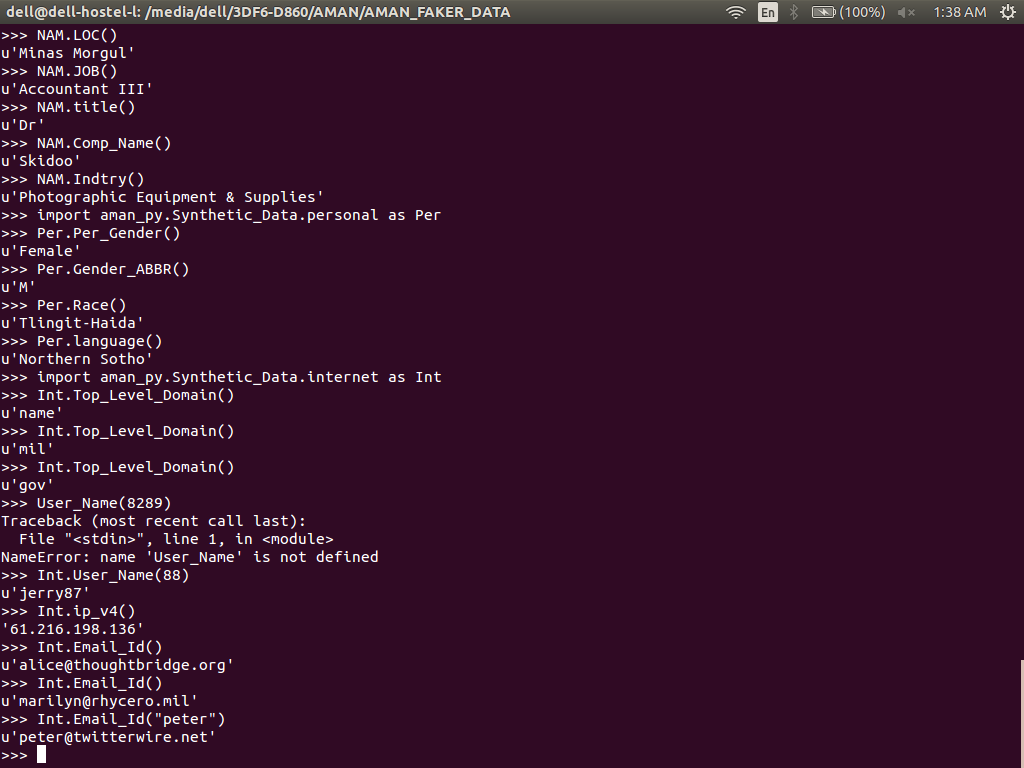 dell@dell-hostel-l: /media/dell/3DF6-D860/AMAN/AMAN_FAKER_DATA En (100%) 1:38 AM
>>> NAM.LOC()
u'Minas Morgul'
>>> NAM.JOB()
u'Accountant III'
>>> NAM.title()
u'Dr'
>>> NAM.Comp_Name()
u'Skidoo'
>>> NAM.Indtry()
u'Photographic Equipment & Supplies'
>>> import aman_py.Synthetic_Data.personal as Per
>>> Per.Per_Gender()
u'Female'
>>> Per.Gender_ABBR()
u'M'
>>> Per.Race()
u'Tlingit-Haida'
>>> Per.language()
u'Northern Sotho'
>>> import aman_py.Synthetic_Data.internet as Int
>>> Int.Top_Level_Domain()
u'name'
>>> Int.Top_Level_Domain()
u'mil'
>>> Int.Top_Level_Domain()
u'gov'
>>> User_Name(8289)
Traceback (most recent call last):
  File "<stdin>", line 1, in <module>
NameError: name 'User_Name' is not defined
>>> Int.User_Name(88)
u'jerry87'
>>> Int.ip_v4()
'61.216.198.136'
>>> Int.Email_Id()
u'alice@thoughtbridge.org'
>>> Int.Email_Id()
u'marilyn@rhycero.mil'
>>> Int.Email_Id("peter")
u'peter@twitterwire.net'
>>>